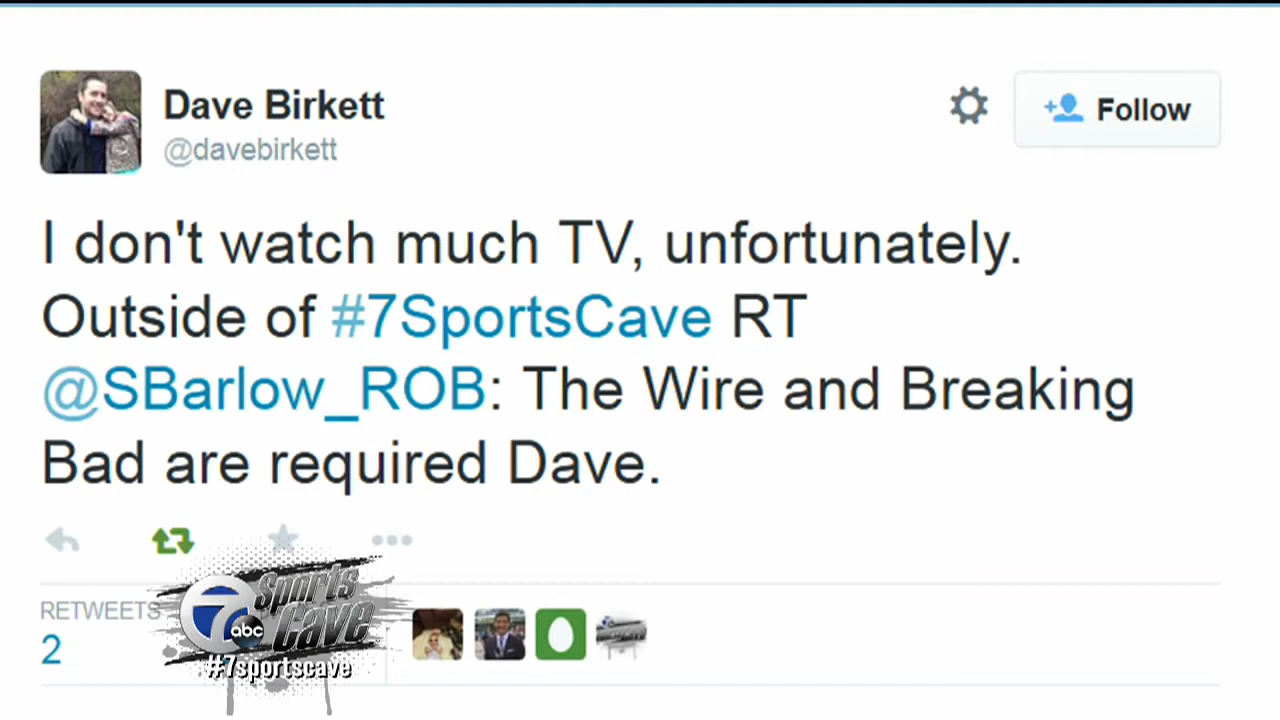 Dave Birkett
@davebirkett
Follow
I don't watch much TV, unfortunately.
Outside of #7SportsCave RT
@SBarlow_ROB: The Wire and Breaking
Bad are required Dave.
RETWEETS
2
7
abc
Sports
Cave
#7sportscave